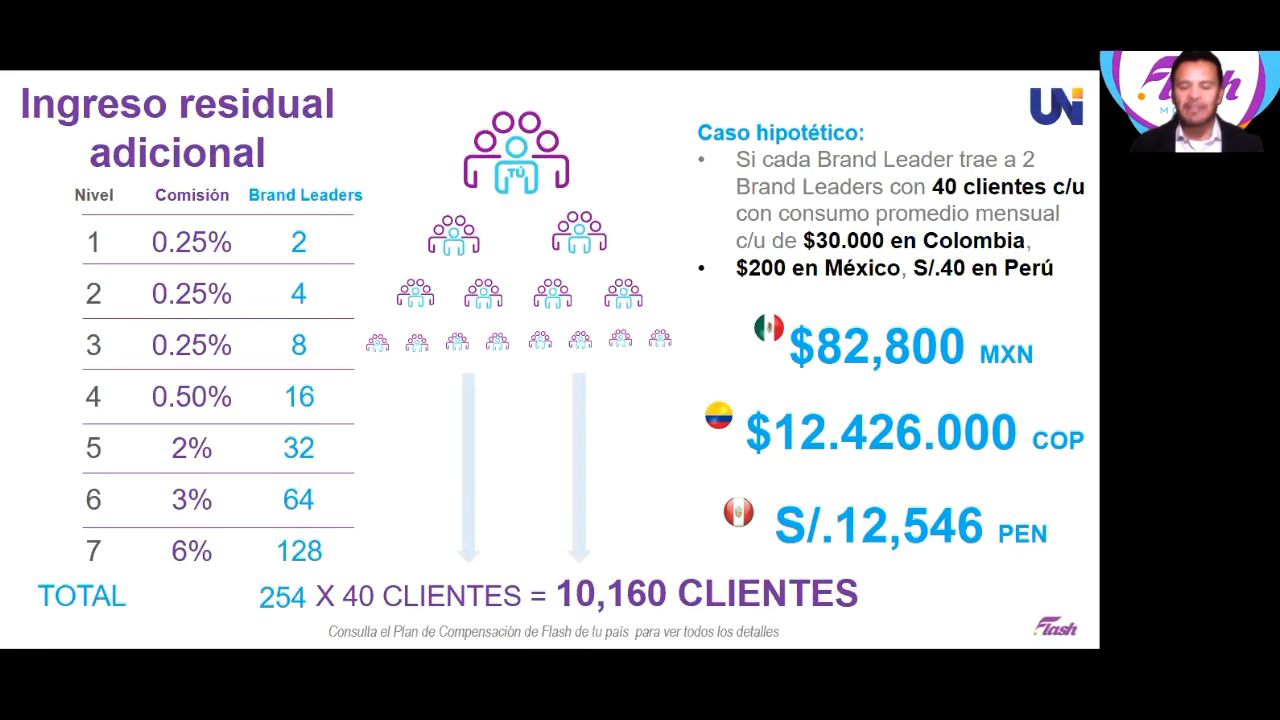 Ingreso residual
adicional
Nivel Comisión Brand Leaders
1 0.25% 2
2 0.25% 4
3 0.25% 8
4 0.50% 16
5 2% 32
6 3% 64
7 6% 128
TOTAL 254 X 40 CLIENTES = 10,160 CLIENTES
TÚ
UNI
Caso hipotético:
• Si cada Brand Leader trae a 2
Brand Leaders con 40 clientes c/u
con consumo promedio mensual
c/u de $30.000 en Colombia,
• $200 en México, S/.40 en Perú
$82,800 MXN
$12.426.000 COP
S/.12,546 PEN
Consulta el Plan de Compensación de Flash de tu país para ver todos los detalles
Flash
Flash